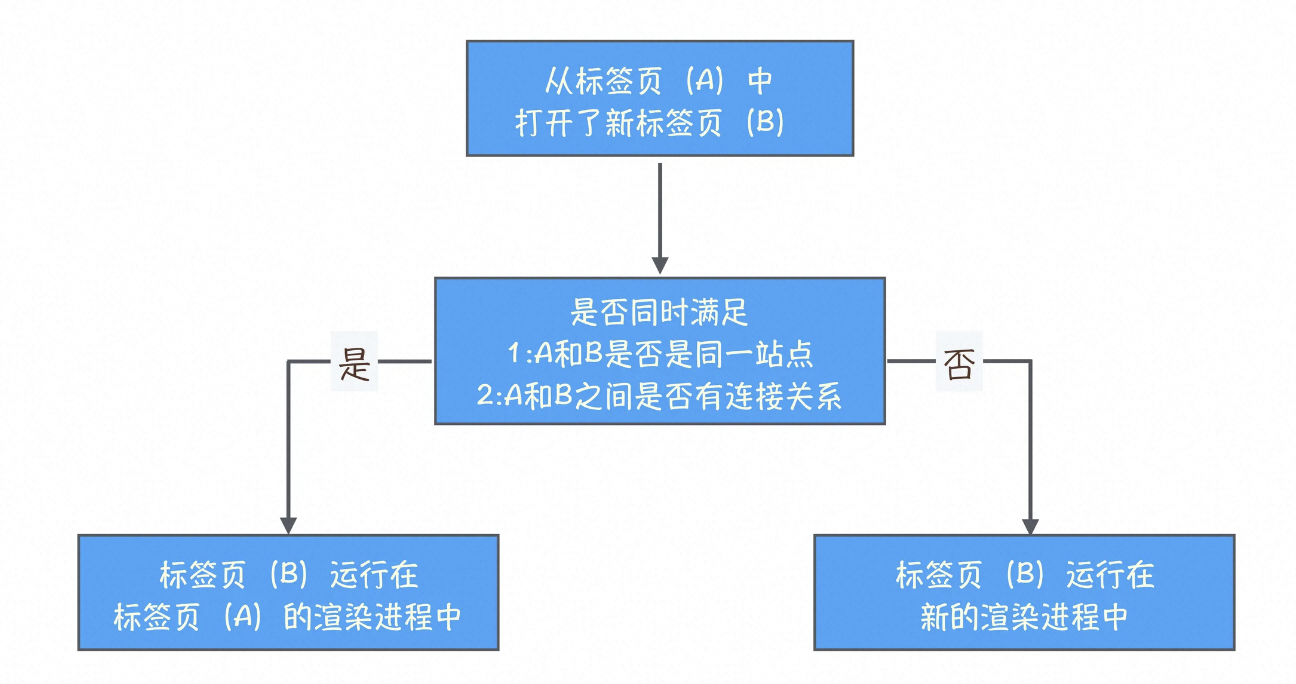 从标签页（A）中
打开了新标签页（B）
是否同时满足
1:A和B是否是同一站点
2:A和B之间是否有连接关系
是
否
标签页（B）运行在
标签页（A）的渲染进程中
标签页（B）运行在
新的渲染进程中